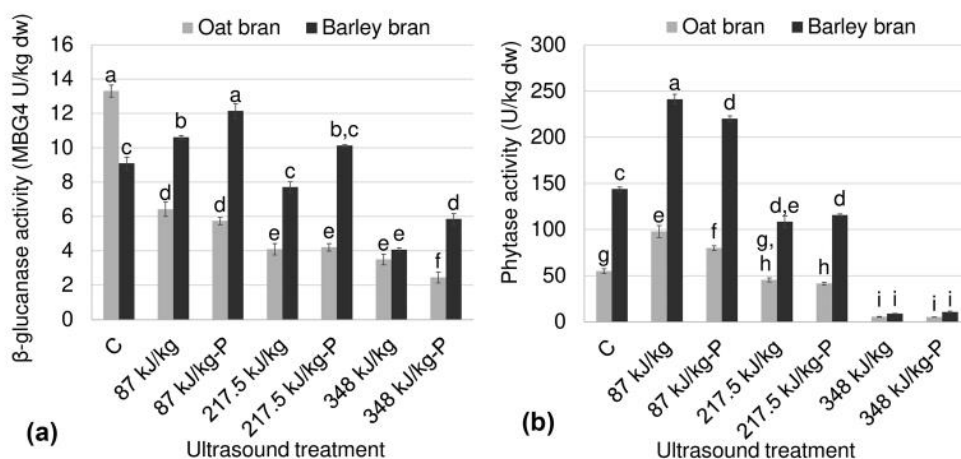 Oat bran Barley bran
β-glucanase activity (MBG4 U/kg dw)
16
14
12
10
8
6
4
2
0
a
c
d
b
d
a
e
c
e
b,c
e
e
f
d
C
87 kJ/kg
87 kJ/kg-P
217.5 kJ/kg
217.5 kJ/kg-P
348 kJ/kg
348 kJ/kg-P
(a)
Ultrasound treatment
Oat bran Barley bran
Phytase activity (U/kg dw)
300
250
200
150
100
50
0
g
c
e
a
f
d
g,
h
d,e
h
d
i
i
i
i
C
87 kJ/kg
87 kJ/kg-P
217.5 kJ/kg
217.5 kJ/kg-P
348 kJ/kg
348 kJ/kg-P
(b)
Ultrasound treatment